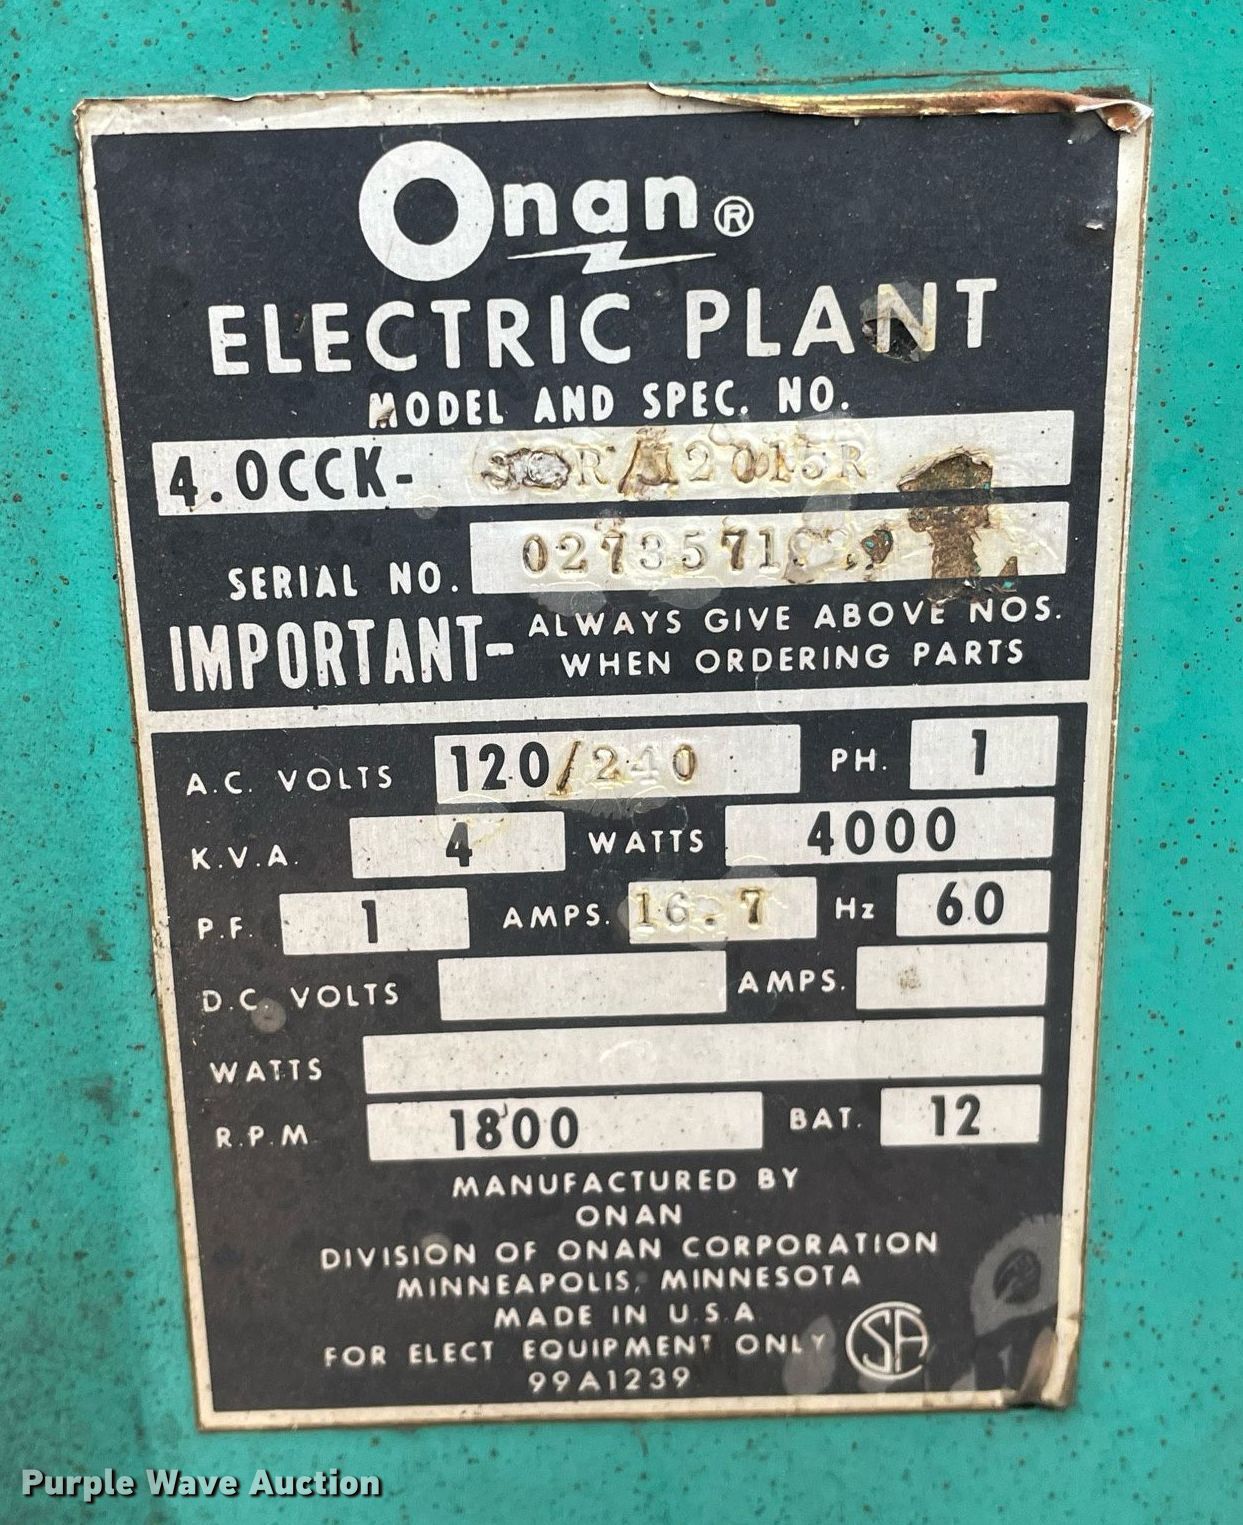 Onan®
ELECTRIC PLANT
MODEL AND SPEC. NO.
4.0CCK-
SERIAL NO.
IMPORTANT- ALWAYS GIVE ABOVE NOS.
WHEN ORDERING PARTS
A.C. VOLTS 120/240 PH. 1
K.V.A. 4 WATTS 4000
P.F. 1 AMPS. 16.7 Hz 60
D.C. VOLTS AMPS.
WATTS
R.P.M 1800 BAT. 12
MANUFACTURED BY
ONAN
DIVISION OF ONAN CORPORATION
MINNEAPOLIS, MINNESOTA
MADE IN U.S.A
FOR ELECT EQUIPMENT ONLY SA
99A1239
Purple Wave Auction